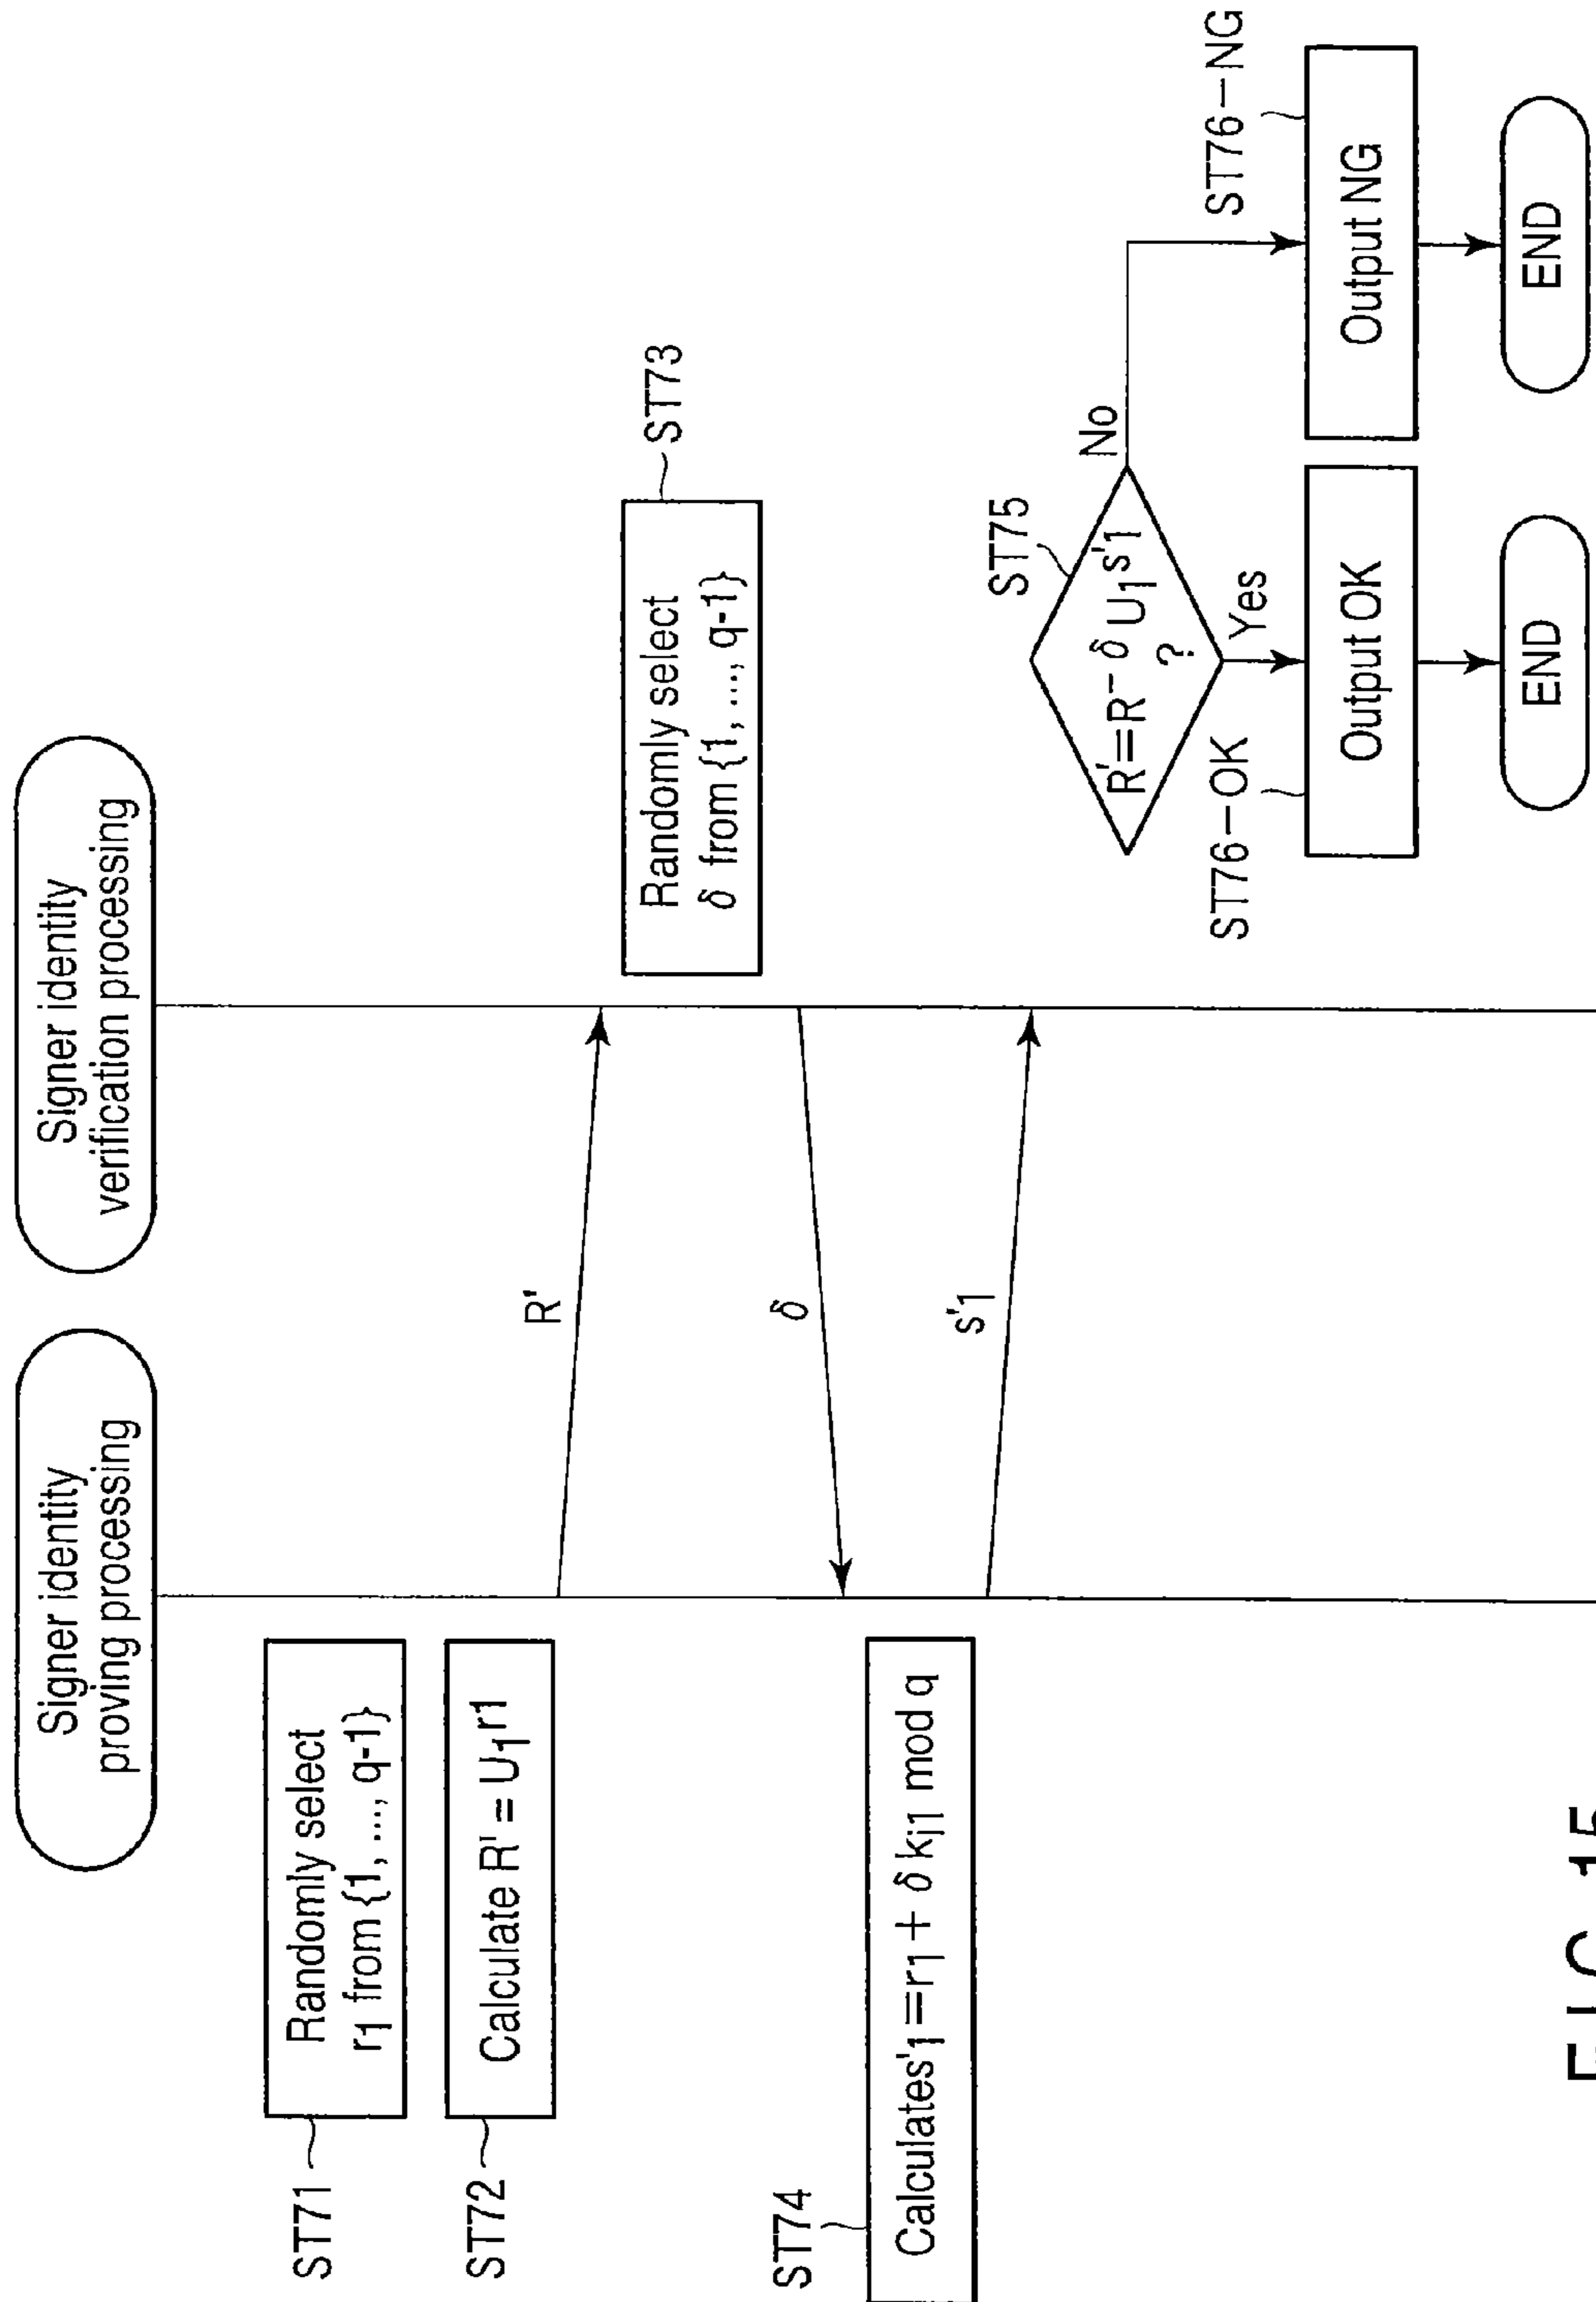 Signer identity
proving processing
Signer identity
verification processing
ST71
Randomly select
r1 from {1, ..., q-1}
ST72
Calculate R' = U1r1
R'
Randomly select
δ from {1, ..., q-1}
ST73
δ
ST74
Calculates'1=r1 + δ kj1 mod q
s'1
ST75
R'=R- δ U1s'1
?
No
Yes
ST76-OK
Output OK
END
ST76-NG
Output NG
END
FIG. 15